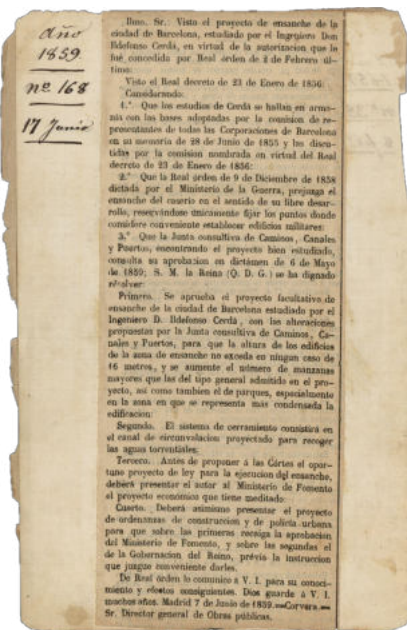 Año
1859
nº 168
17 Junio
Ilmo. Sr.: Visto el proyecto de ensanche de la
ciudad de Barcelona, estudiado por el Ingeniero Don
Ildefonso Cerdá, en virtud de la autorizacion que le
fué concedida por Real órden de 2 de Febrero úl-
timo:
Visto el Real decreto de 23 de Enero de 1856:
Considerando:
1.º Que los estudios de Cerdá se hallan en armo-
nía con las bases adoptadas por la comision de re-
presentantes de todas las Corporaciones de Barcelona
en su memoria de 28 de Junio de 1855 y las discu-
tidas por la comision nombrada en virtud del Real
decreto de 23 de Enero de 1856:
2.º Que la Real órden de 9 de Diciembre de 1858
dictada por el Ministerio de la Guerra, prejuzga el
ensanche del caserio en el sentido de su libre desar-
rollo, reservándose únicamente fijar los puntos donde
considere conveniente establecer edificios militares:
3.º Que la Junta consultiva de Caminos, Canales
y Puertos, encontrando el proyecto bien estudiado,
consulta su aprobacion en dictámen de 6 de Mayo
de 1859; S. M. la Reina (Q. D. G.) se ha dignado
resolver:
Primero. Se aprueba el proyecto facultativo de
ensanche de la ciudad de Barcelona estudiado por el
Ingeniero D. Ildefonso Cerdá, con las alteraciones
propuestas por la Junta consultiva de Caminos, Ca-
nales y Puertos, para que la altura de los edificios
de la zona de ensanche no exceda en ningun caso de
16 metros, y se aumente el número de manzanas
mayores que las del tipo general admitido en el pro-
yecto, así como tambien el de parques, especialmente
en la zona en que se representa más condensada la
edificacion:
Segundo. El sistema de cerramiento consistirá en
el canal de circunvalacion proyectado para recoger
las aguas torrentiales:
Tercero. Antes de proponer á las Córtes el opor-
tuno proyecto de ley para la ejecucion del ensanche,
deberá presentar el autor al Ministerio de Fomento
el proyecto económico que tiene meditado:
Cuarto. Deberá asimismo presentar el proyecto
de ordenanzas de construccion y de policía urbana
para que sobre las primeras recaiga la aprobacion
del Ministerio de Fomento, y sobre las segundas el
de la Gobernacion del Reino, prévia la instruccion
que juzgue conveniente darles.
De Real órden lo comunico á V. I. para su conoci-
miento y efectos consiguientes. Dios guarde á V. I.
muchos años. Madrid 7 de Junio de 1859.=Corvera.=
Sr. Director general de Obras públicas.